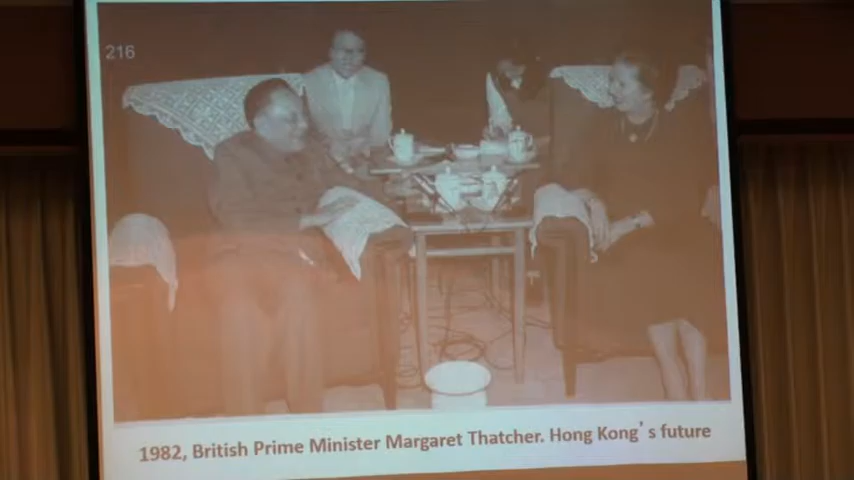 216
1982, British Prime Minister Margaret Thatcher. Hong Kong's future